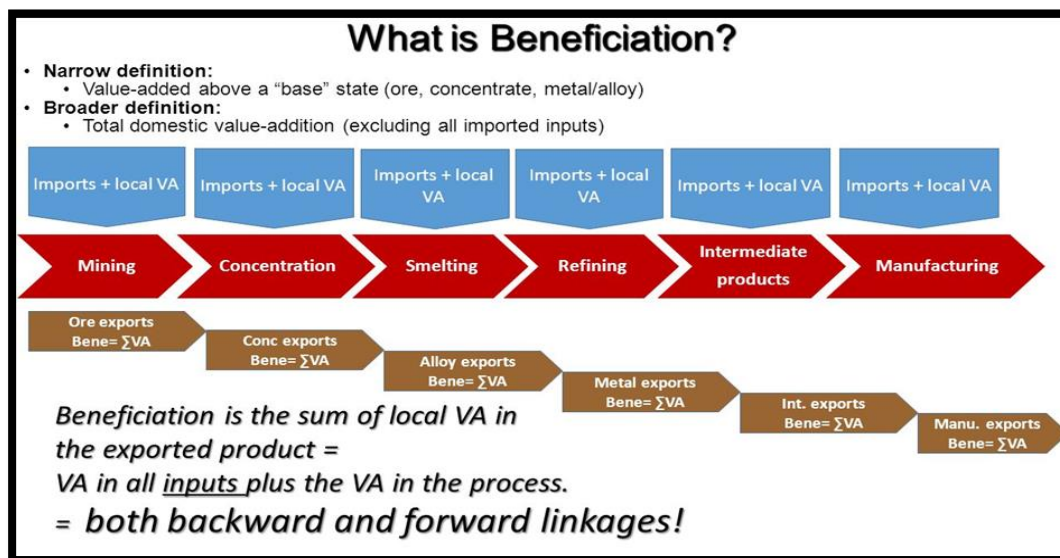 What is Beneficiation?
• Narrow definition:
• Value-added above a “base” state (ore, concentrate, metal/alloy)
• Broader definition:
• Total domestic value-addition (excluding all imported inputs)
Imports + local VA
Imports + local VA
Imports + local
VA
Imports + local
VA
Imports + local VA
Imports + local VA
Mining
Concentration
Smelting
Refining
Intermediate
products
Manufacturing
Ore exports
Bene= ∑VA
Conc exports
Bene= ∑VA
Alloy exports
Bene= ∑VA
Metal exports
Bene= ∑VA
Int. exports
Bene= ∑VA
Manu. exports
Bene= ∑VA
Beneficiation is the sum of local VA in
the exported product =
VA in all inputs plus the VA in the process.
= both backward and forward linkages!